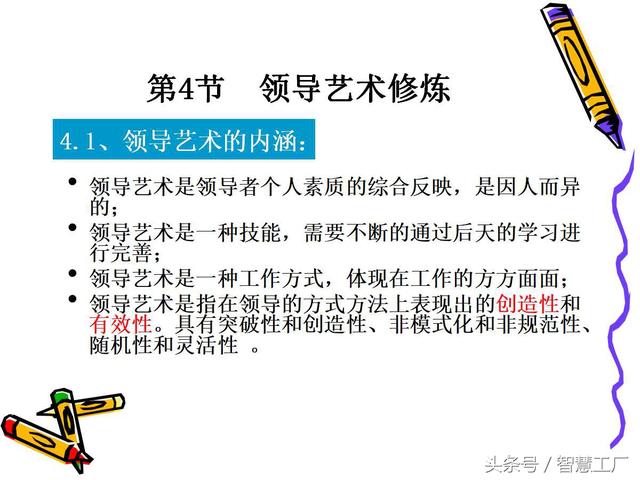 第4节　领导艺术修炼
4.1、领导艺术的内涵:
• 领导艺术是领导者个人素质的综合反映，是因人而异
的；
• 领导艺术是一种技能，需要不断的通过后天的学习进
行完善；
• 领导艺术是一种工作方式，体现在工作的方方面面；
• 领导艺术是指在领导的方式方法上表现出的创造性和
有效性。具有突破性和创造性、非模式化和非规范性、
随机性和灵活性 。
头条号／智慧工厂